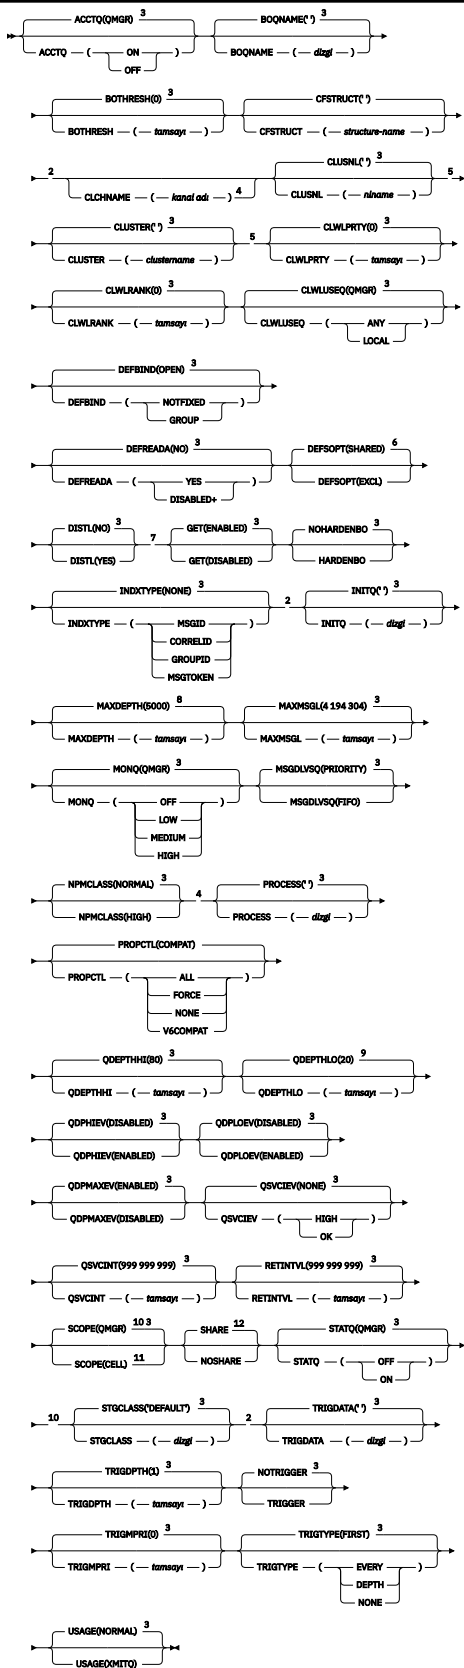 ACCTQ(QMGR) 3 BOQNAME(' ') 3
ACCTQ ( ON ) BOQNAME ( dizgi )
OFF
BOTHRESH(0) 3 CFSTRUCT(' ') 3
BOTHRESH ( tamsayı ) CFSTRUCT ( structure-name )
2 CLUSNL(' ') 3 5
CLCHNAME ( kanal adı ) 4 CLUSNL ( nlname )
CLUSTER(' ') 3 5 CLWLPRTY(0) 3
CLUSTER ( clustername ) CLWLPRTY ( tamsayı )
CLWLRANK(0) 3 CLWLUSEQ(QMGR) 3
CLWLRANK ( tamsayı ) CLWLUSEQ ( ANY )
LOCAL
DEFBIND(OPEN) 3
DEFBIND ( NOTFIXED )
GROUP
DEFREADA(NO) 3 DEFSOPT(SHARED) 6
DEFREADA ( YES ) DEFSOPT(EXCL)
DISABLED+
DISTL(NO) 3 7 GET(ENABLED) 3 NOHARDENBO 3
DISTL(YES) GET(DISABLED) HARDENBO
INDXTYPE(NONE) 3 2 INITQ(' ') 3
INDXTYPE ( MSGID ) INITQ ( dizgi )
CORRELID
GROUPID
MSGTOKEN
MAXDEPTH(5000) 8 MAXMSGL(4 194 304) 3
MAXDEPTH ( tamsayı ) MAXMSGL ( tamsayı )
MONQ(QMGR) 3 MSGDLVSQ(PRIORITY) 3
MONQ ( OFF ) MSGDLVSQ(FIFO)
LOW
MEDIUM
HIGH
NPMCLASS(NORMAL) 3 4 PROCESS(' ') 3
NPMCLASS(HIGH) PROCESS ( dizgi )
PROPCTL(COMPAT)
PROPCTL ( ALL )
FORCE
NONE
V6COMPAT
QDEPTHHI(80) 3 QDEPTHLO(20) 9
QDEPTHHI ( tamsayı ) QDEPTHLO ( tamsayı )
QDPHIEV(DISABLED) 3 QDPLOEV(DISABLED) 3
QDPHIEV(ENABLED) QDPLOEV(ENABLED)
QDPMAXEV(ENABLED) 3 QSVCIEV(NONE) 3
QDPMAXEV(DISABLED) QSVCIEV ( HIGH )
OK
QSVCINT(999 999 999) 3 RETINTVL(999 999 999) 3
QSVCINT ( tamsayı ) RETINTVL ( tamsayı )
SCOPE(QMGR) 10 3 SHARE 12 STATQ(QMGR) 3
SCOPE(CELL) 11 NOSHARE STATQ ( OFF )
ON
10 STGCLASS('DEFAULT') 3 2 TRIGDATA(' ') 3
STGCLASS ( dizgi ) TRIGDATA ( dizgi )
TRIGDPTH(1) 3 NOTRIGGER 3
TRIGDPTH ( tamsayı ) TRIGGER
TRIGMPRI(0) 3 TRIGTYPE(FIRST) 3
TRIGMPRI ( tamsayı ) TRIGTYPE ( EVERY )
DEPTH
NONE
USAGE(NORMAL) 3
USAGE(XMITQ)